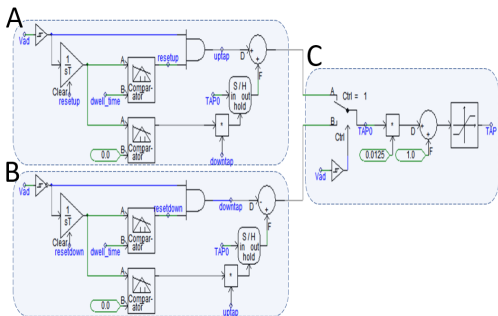 A
Vad
1
sT
Clear
resetup
A
B
Compar-
ator
resetup
dwell_time
A
B
Compar-
ator
0.0
uptap
D
+
+
F
S / H
in out
hold
TAP0
*
downtap
B
Vad
1
sT
Clear
resetdown
A
B
Compar-
ator
resetdown
dwell_time
A
B
Compar-
ator
0.0
downtap
D
-
+
F
S / H
in out
hold
TAP0
*
uptap
C
A
B
Ctrl = 1
Ctrl
Vad
TAP0
*
0.0125
D
+
+
F
1.0
TAP